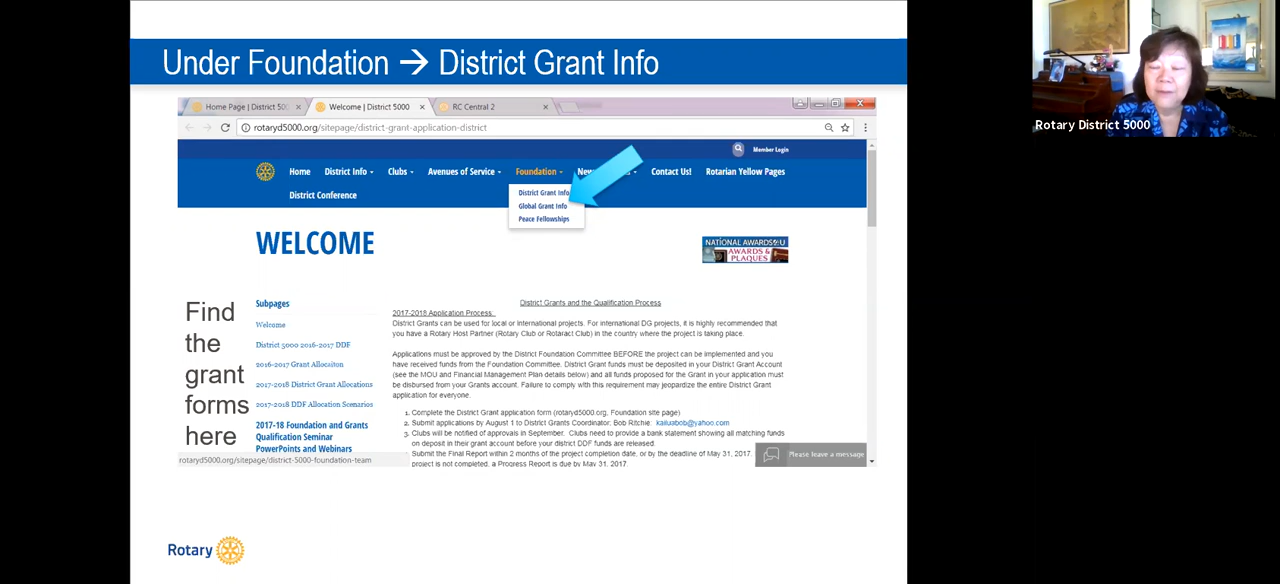 Under Foundation → District Grant Info
Home Page | District 500
Welcome | District 5000
RC Central 2
rotaryd5000.org/sitepage/district-grant-application-district
Member Login
Home District Info Clubs Avenues of Service Foundation Contact Us! Rotarian Yellow Pages
District Conference
District Grant Info
Global Grant Info
Peace Fellowships
WELCOME
NATIONAL AWARDS
AWARDS &
PLAQUES
Find
the
grant
forms
here
Subpages
Welcome
District 5000 2016-2017 DDF
2016-2017 Grant Allocaiton
2017-2018 District Grant Allocations
2017-2018 DDF Allocation Scenarios
2017-18 Foundation and Grants
Qualification Seminar
PowerPoints and Webinars
rotaryd5000.org/sitepage/district-5000-foundation-team
District Grants and the Qualification Process
2017-2018 Application Process:
District Grants can be used for local or International projects. For international DG projects, it is highly recommended that
you have a Rotary Host Partner (Rotary Club or Rotaract Club) in the country where the project is taking place.
Applications must be approved by the District Foundation Committee BEFORE the project can be implemented and you
have received funds from the Foundation Committee. District Grant funds must be deposited in your District Grant Account
(see the MOU and Financial Management Plan details below) and all funds proposed for the Grant in your application must
be disbursed from your Grants account. Failure to comply with this requirement may jeopardize the entire District Grant
application for everyone.
1. Complete the District Grant application form (rotaryd5000.org, Foundation site page)
2. Submit applications by August 1 to District Grants Coordinator: Bob Ritchie: kailuabob@yahoo.com
3. Clubs will be notified of approvals in September. Clubs need to provide a bank statement showing all matching funds
on deposit in their grant account before your district DDF funds are released.
4. Submit the Final Report within 2 months of the project completion date, or by the deadline of May 31, 2017.
project is not completed, a Progress Report is due by May 31, 2017.
Please leave a message
Rotary
Rotary District 5000